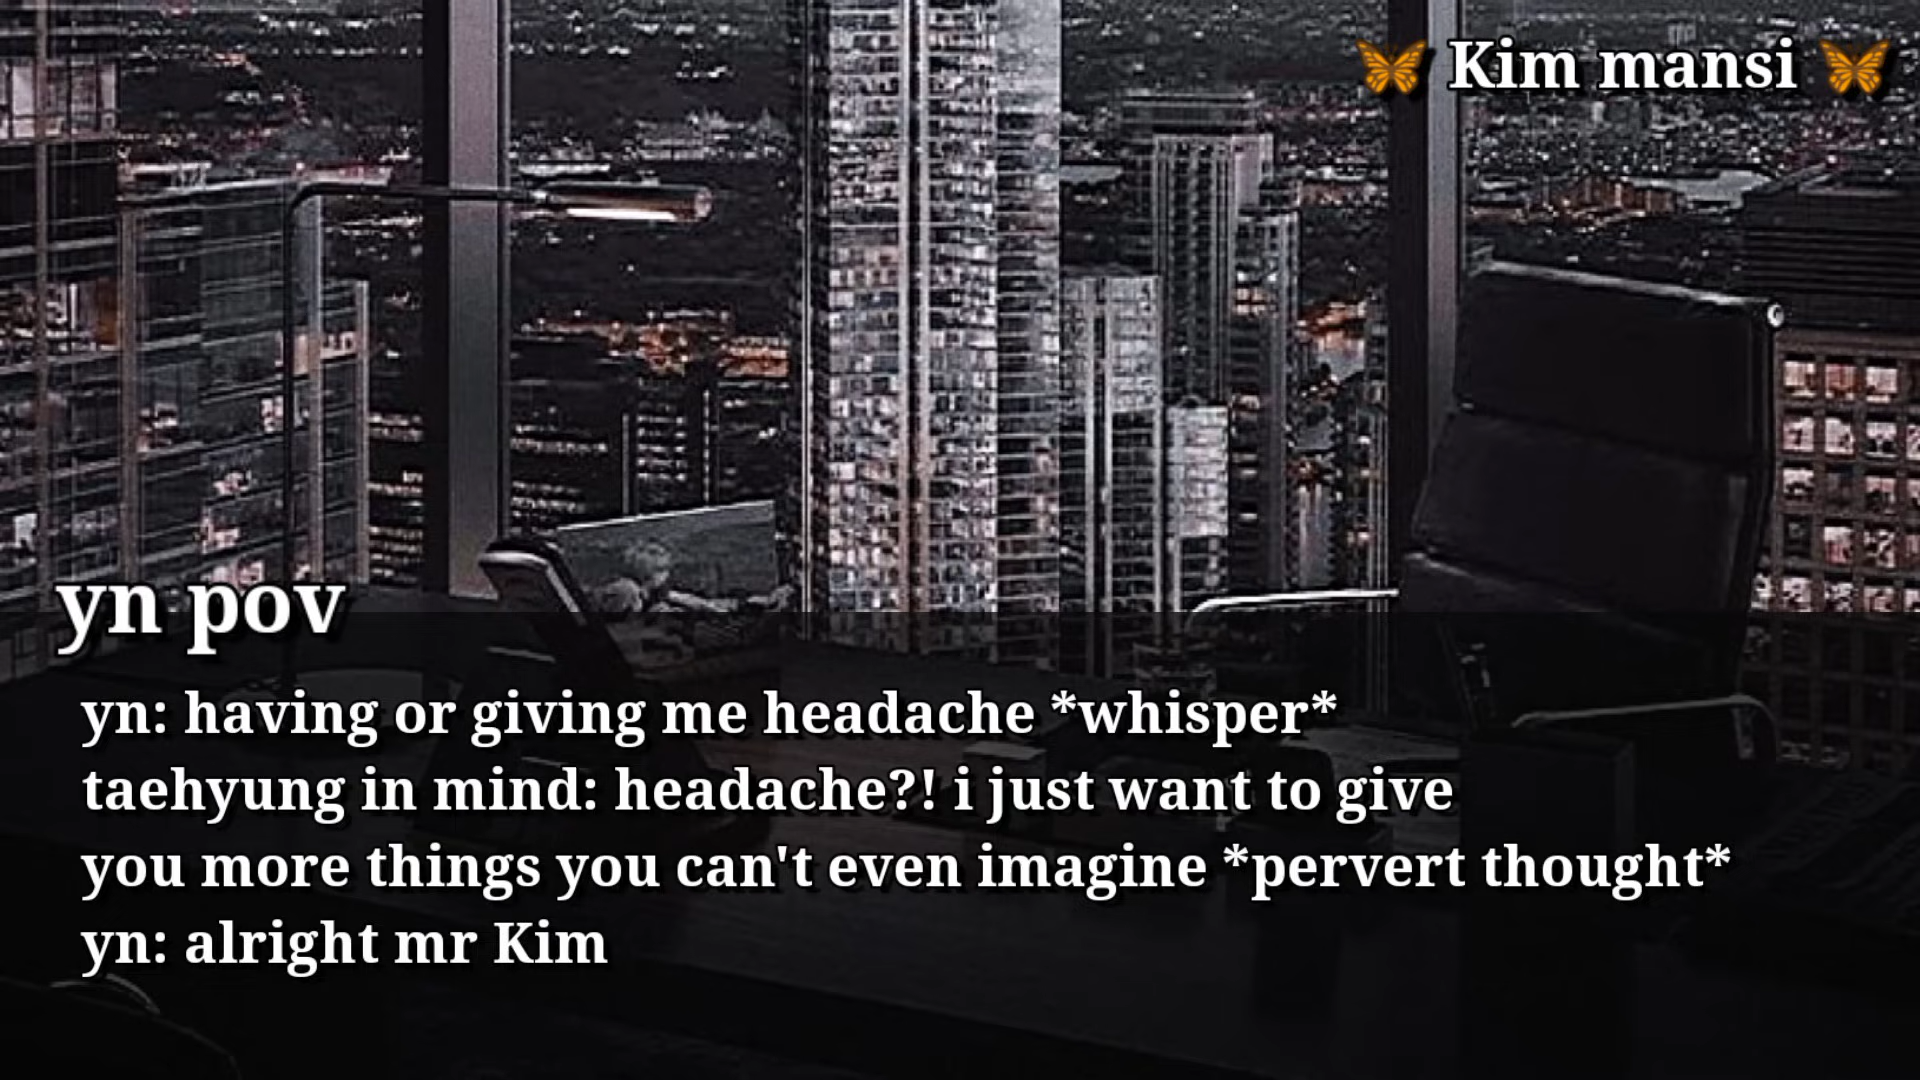 🦋 Kim mansi 🦋
yn pov
yn: having or giving me headache *whisper*
taehyung in mind: headache?! i just want to give
you more things you can't even imagine *pervert thought*
yn: alright mr Kim